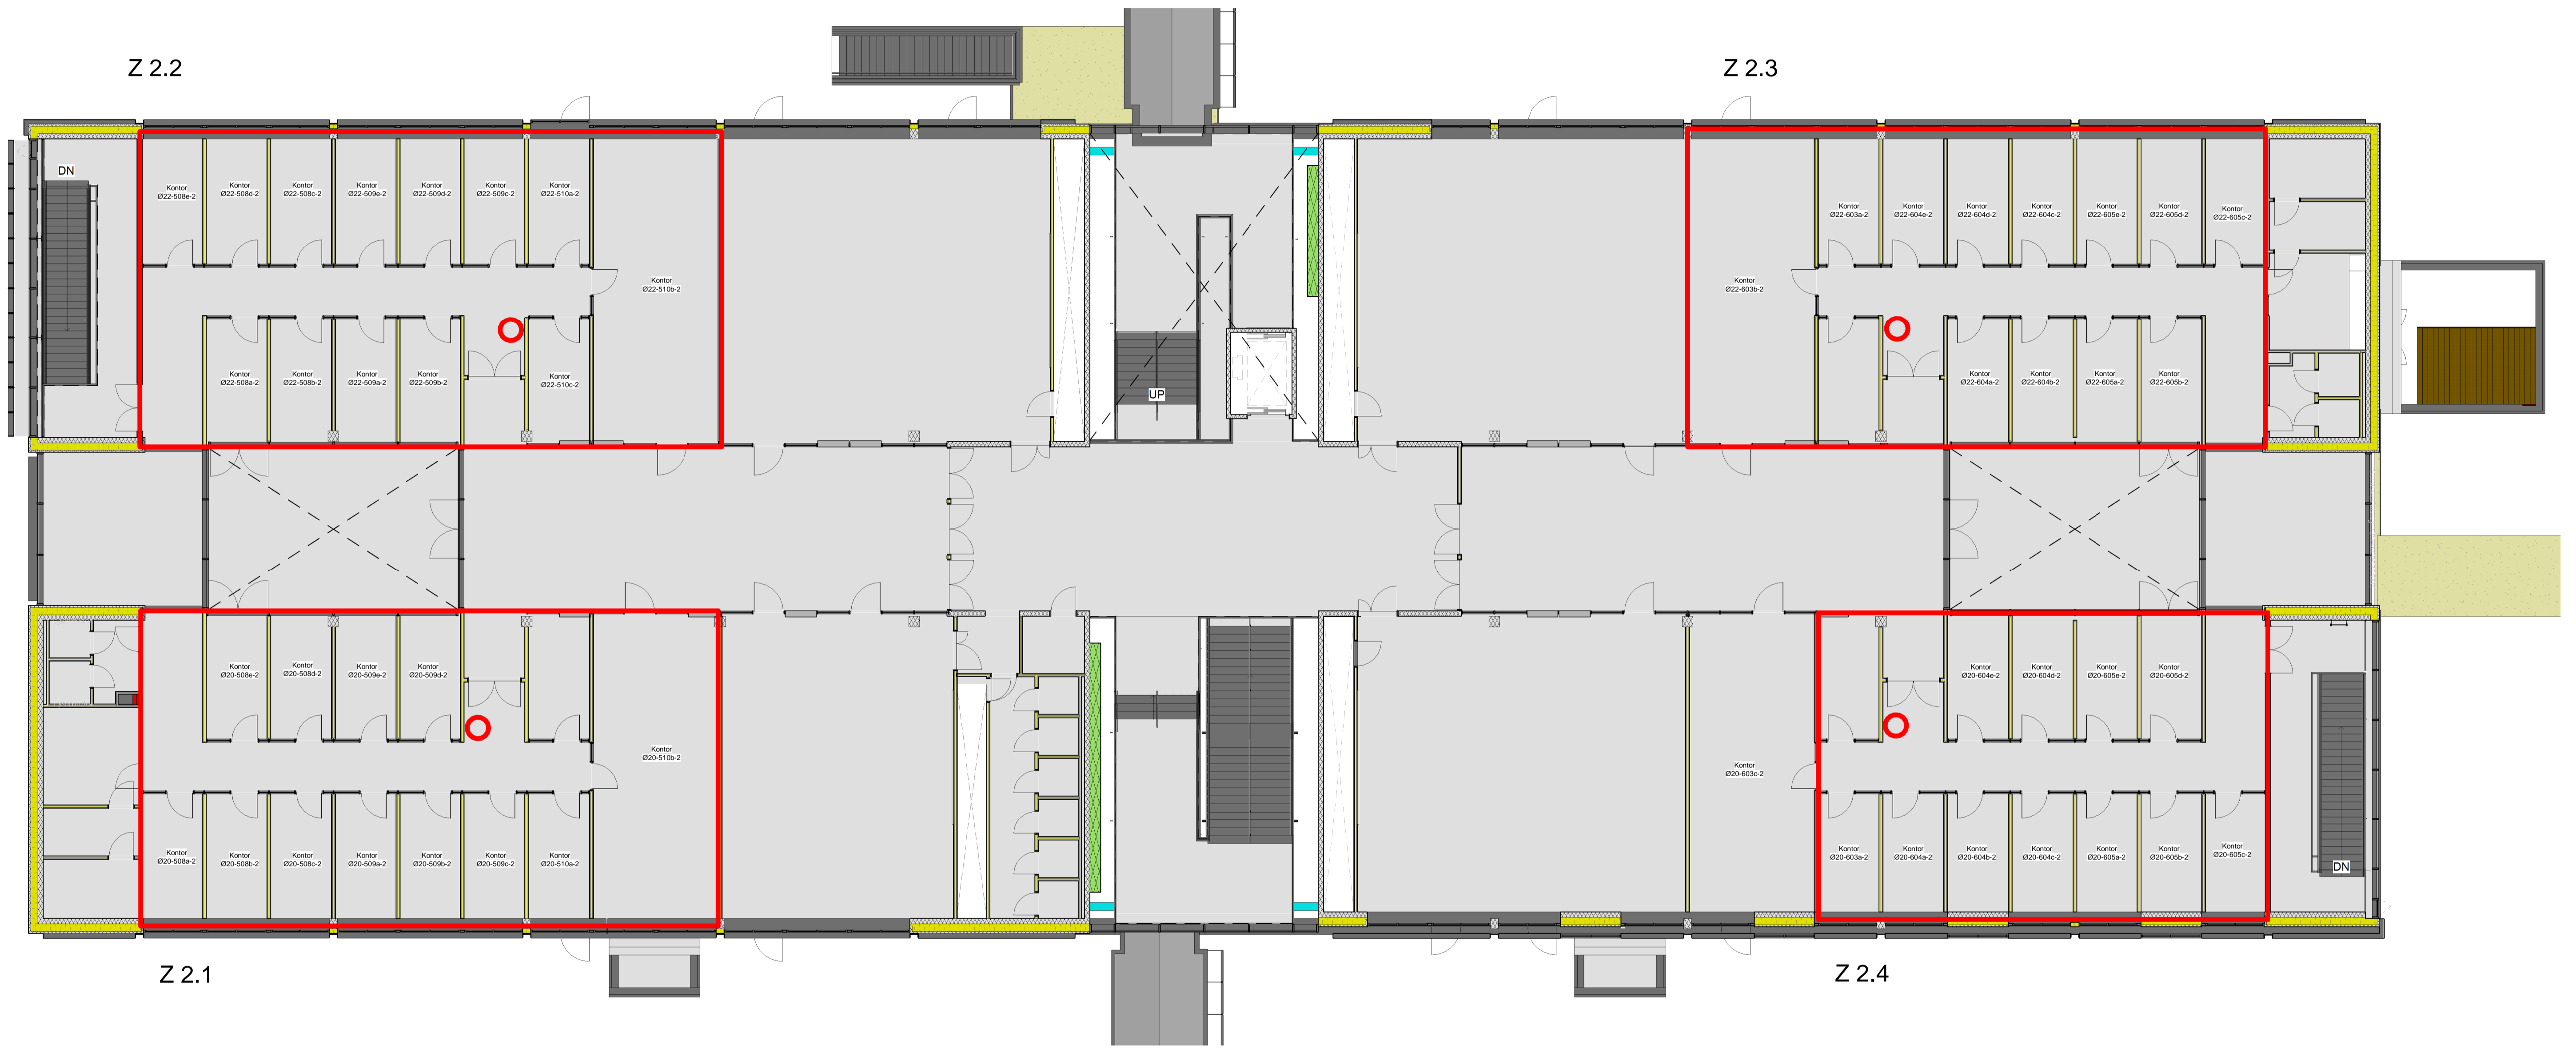 Z 2.2
Z 2.3
DN
Kontor
Ø22-508e-2
Kontor
Ø22-508d-2
Kontor
Ø22-508c-2
Kontor
Ø22-509e-2
Kontor
Ø22-509d-2
Kontor
Ø22-509c-2
Kontor
Ø22-510a-2
Kontor
Ø22-510b-2
Kontor
Ø22-508a-2
Kontor
Ø22-508b-2
Kontor
Ø22-509a-2
Kontor
Ø22-509b-2
Kontor
Ø22-510c-2
UP
Kontor
Ø22-603b-2
Kontor
Ø22-603a-2
Kontor
Ø22-604e-2
Kontor
Ø22-604d-2
Kontor
Ø22-604c-2
Kontor
Ø22-605e-2
Kontor
Ø22-605d-2
Kontor
Ø22-605c-2
Kontor
Ø22-604a-2
Kontor
Ø22-604b-2
Kontor
Ø22-605a-2
Kontor
Ø22-605b-2
Kontor
Ø20-508e-2
Kontor
Ø20-508d-2
Kontor
Ø20-509e-2
Kontor
Ø20-509d-2
Kontor
Ø20-510b-2
Kontor
Ø20-508a-2
Kontor
Ø20-508b-2
Kontor
Ø20-508c-2
Kontor
Ø20-509a-2
Kontor
Ø20-509b-2
Kontor
Ø20-509c-2
Kontor
Ø20-510a-2
Kontor
Ø20-604e-2
Kontor
Ø20-604d-2
Kontor
Ø20-605e-2
Kontor
Ø20-605d-2
Kontor
Ø20-603c-2
Kontor
Ø20-603a-2
Kontor
Ø20-604a-2
Kontor
Ø20-604b-2
Kontor
Ø20-604c-2
Kontor
Ø20-605a-2
Kontor
Ø20-605b-2
Kontor
Ø20-605c-2
DN
Z 2.1
Z 2.4